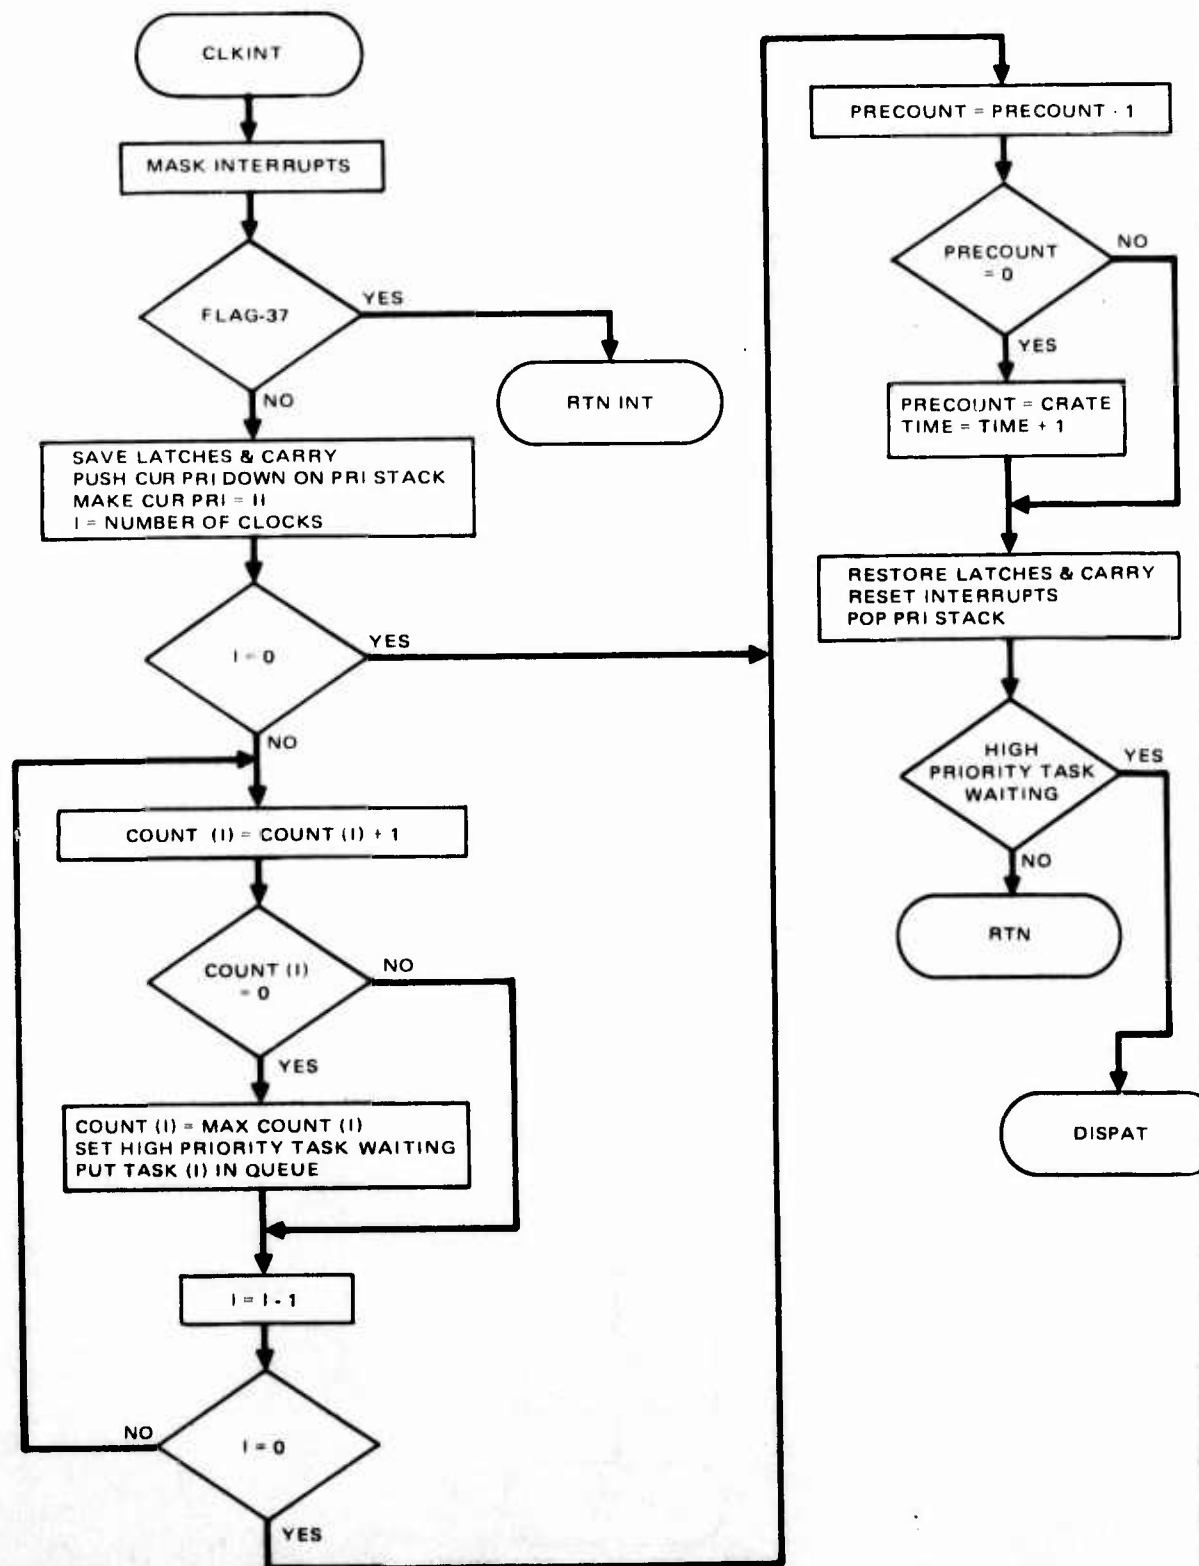 CLKINT
MASK INTERRUPTS
FLAG-37
YES
RTN INT
NO
SAVE LATCHES & CARRY
PUSH CUR PRI DOWN ON PRI STACK
MAKE CUR PRI = II
I = NUMBER OF CLOCKS
I = 0
YES
NO
COUNT (I) = COUNT (I) + 1
COUNT (I)
= 0
NO
YES
COUNT (I) = MAX COUNT (I)
SET HIGH PRIORITY TASK WAITING
PUT TASK (I) IN QUEUE
I = I - 1
NO
I = 0
YES
PRECOUNT = PRECOUNT - 1
PRECOUNT
= 0
NO
YES
PRECOUNT = CRATE
TIME = TIME + 1
RESTORE LATCHES & CARRY
RESET INTERRUPTS
POP PRI STACK
HIGH
PRIORITY TASK
WAITING
YES
NO
RTN
DISPAT